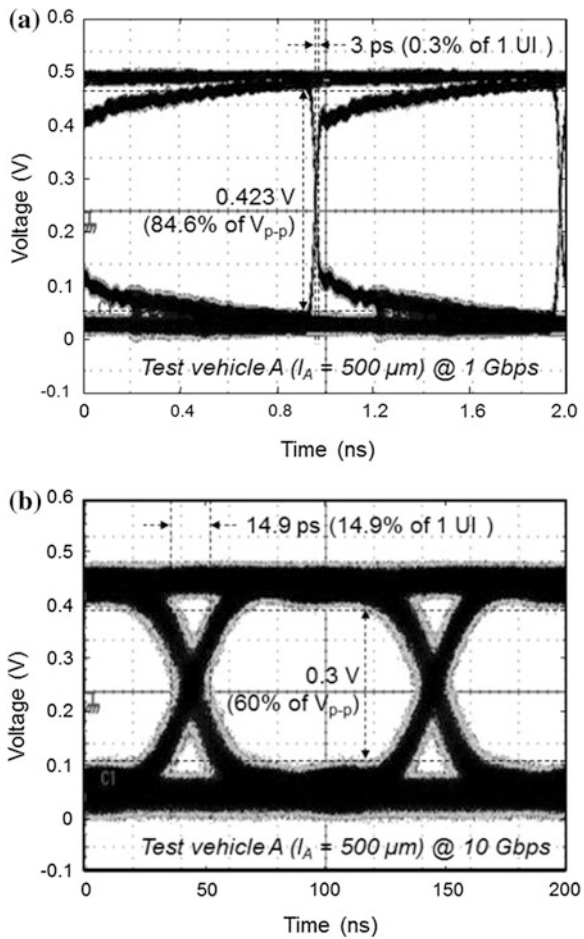 (a)
0.6
0.5
0.4
0.3
0.2
0.1
0
-0.1
Voltage (V)
3 ps (0.3% of 1 UI )
0.423 V
(84.6% of Vp-p)
Test vehicle A (lA = 500 µm) @ 1 Gbps
0
0.4
0.8
1.2
1.6
2.0
Time (ns)
(b)
0.6
0.5
0.4
0.3
0.2
0.1
0
-0.1
Voltage (V)
14.9 ps (14.9% of 1 UI )
0.3 V
(60% of Vp-p)
C1
Test vehicle A (lA = 500 µm) @ 10 Gbps
0
50
100
150
200
Time (ns)